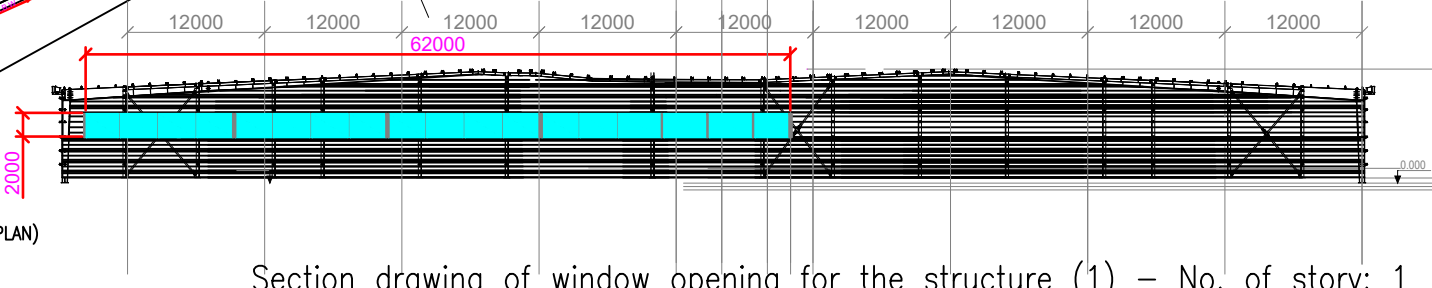 12000 12000 12000 12000 12000 12000 12000 12000 12000
62000
2000
0.000
PLAN)
Section drawing of window opening for the structure (1) – No. of story: 1